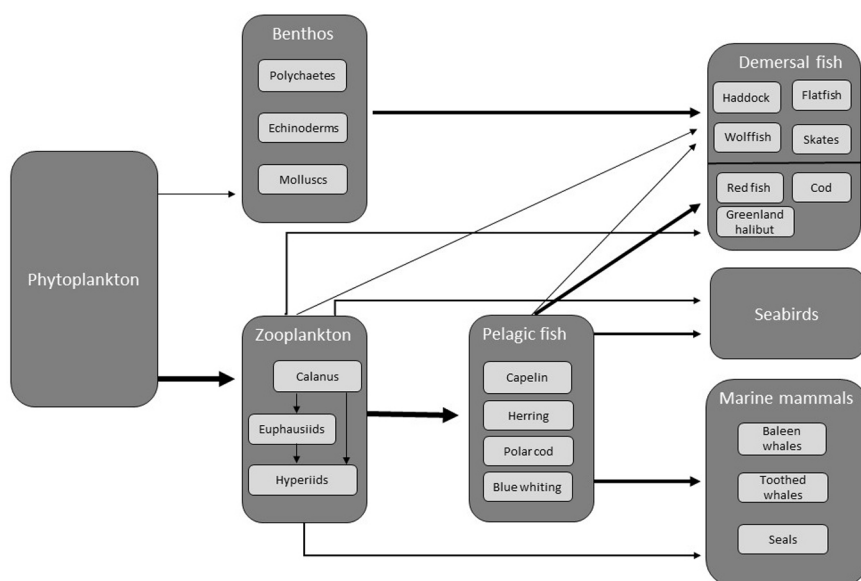 Benthos
Polychaetes
Echinoderms
Molluscs
Demersal fish
Haddock
Flatfish
Wolffish
Skates
Red fish
Cod
Greenland
halibut
Phytoplankton
Seabirds
Zooplankton
Calanus
Euphausiids
Hyperiids
Pelagic fish
Capelin
Herring
Polar cod
Blue whiting
Marine mammals
Baleen
whales
Toothed
whales
Seals